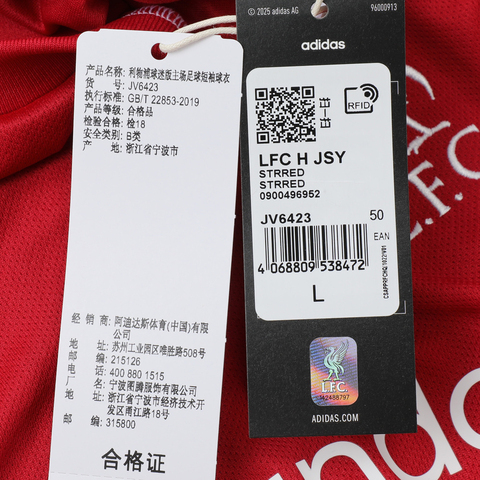 产品名称: 利物浦球迷版主场足球短袖球衣
货 号: JV6423
执行标准: GB/T 22853-2019
产品等级: 合格品
检验合格: 检18
安全类别: B类
产地: 浙江省宁波市
经 销 商: 阿迪达斯体育(中国)有限公司
地 址: 苏州工业园区唯胜路508号
邮 编: 215126
电 话: 400 880 1515
厂 名: 宁波图腾服饰有限公司
地 址: 浙江省宁波市经济技术开发区甬江路18号
邮 编: 315800
合格证
© 2025 adidas AG
96000913
adidas
RFID
LFC H JSY
STRRED
STRRED
0900496952
JV6423
50
EAN
4 068809 538472
L
L.F.C.
142488797
ADIDAS.COM
L.F.C.
nd